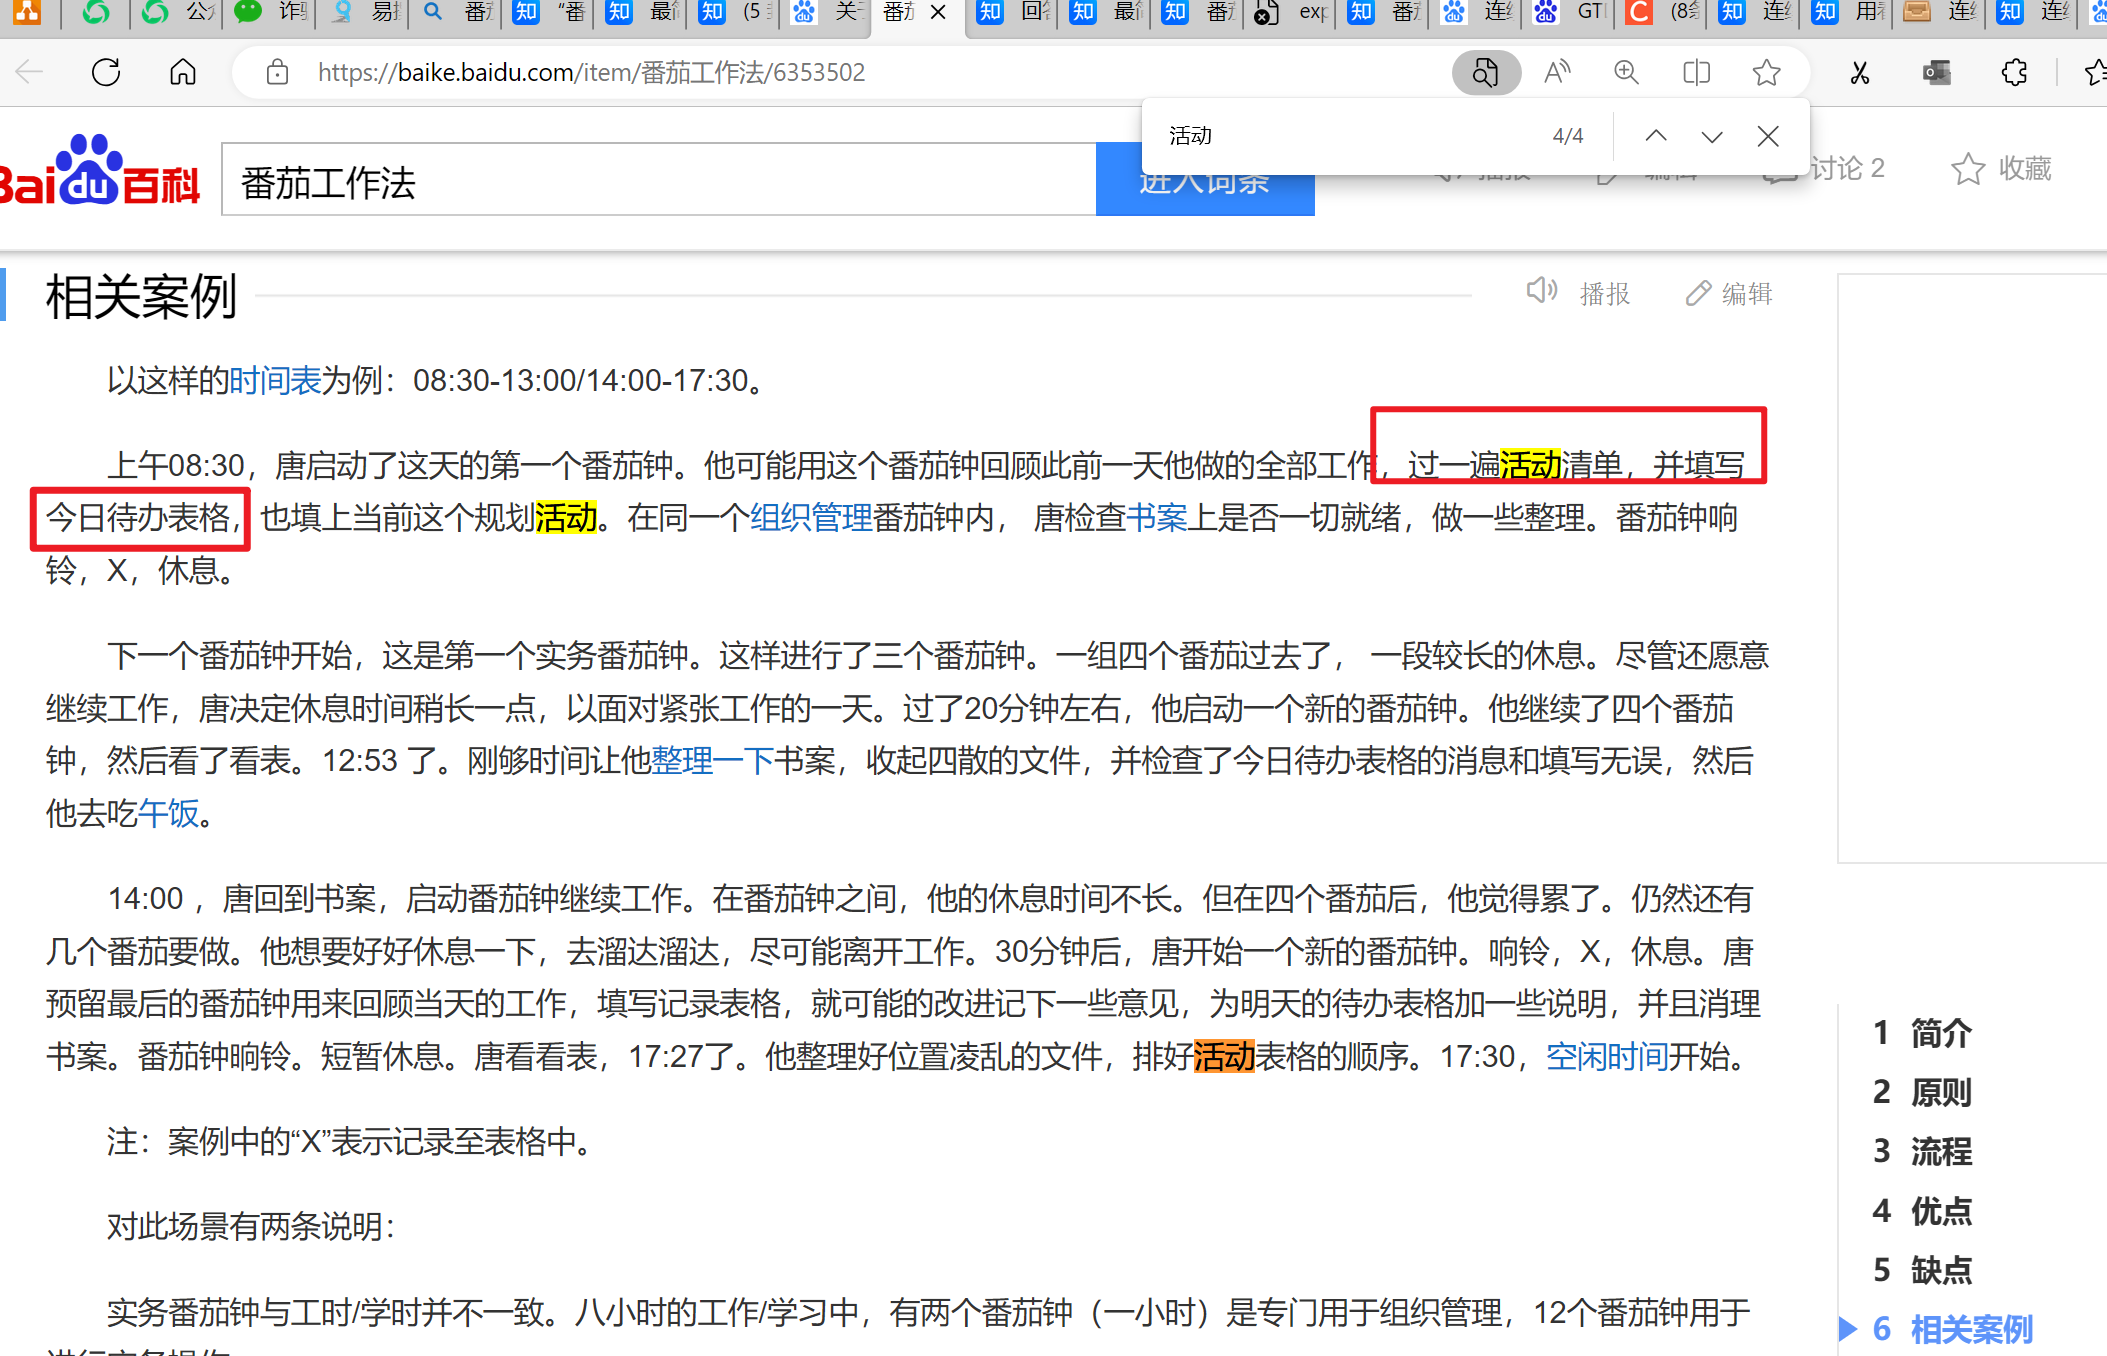 公
诈
易
番
知 "番
知 最
知 (5
关
番
知 回
知 最
知 番
exp
知 番
连
GT
C (8
知 连
知 用
连
知 连
https://baike.baidu.com/item/番茄工作法/6353502
活动
4/4
Bai du 百科
番茄工作法
进入词条
播报
编辑
讨论 2
收藏
相关案例
播报
编辑
以这样的时间表为例：08:30-13:00/14:00-17:30。
上午08:30，唐启动了这天的第一个番茄钟。他可能用这个番茄钟回顾此前一天他做的全部工作，过一遍活动清单，并填写
今日待办表格，也填上当前这个规划活动。在同一个组织管理番茄钟内， 唐检查书案上是否一切就绪，做一些整理。番茄钟响
铃，X，休息。
下一个番茄钟开始，这是第一个实务番茄钟。这样进行了三个番茄钟。一组四个番茄过去了， 一段较长的休息。尽管还愿意
继续工作，唐决定休息时间稍长一点，以面对紧张工作的一天。过了20分钟左右，他启动一个新的番茄钟。他继续了四个番茄
钟，然后看了看表。12:53 了。刚够时间让他整理一下书案，收起四散的文件，并检查了今日待办表格的消息和填写无误，然后
他去吃午饭。
14:00 ，唐回到书案，启动番茄钟继续工作。在番茄钟之间，他的休息时间不长。但在四个番茄后，他觉得累了。仍然还有
几个番茄要做。他想要好好休息一下，去溜达溜达，尽可能离开工作。30分钟后，唐开始一个新的番茄钟。响铃，X，休息。唐
预留最后的番茄钟用来回顾当天的工作，填写记录表格，就可能的改进记下一些意见，为明天的待办表格加一些说明，并且消理
书案。番茄钟晌铃。短暂休息。唐看看表，17:27了。他整理好位置凌乱的文件，排好活动表格的顺序。17:30，空闲时间开始。
注：案例中的“X”表示记录至表格中。
对此场景有两条说明：
实务番茄钟与工时/学时并不一致。八小时的工作/学习中，有两个番茄钟（一小时）是专门用于组织管理，12个番茄钟用于
1 简介
2 原则
3 流程
4 优点
5 缺点
6 相关案例